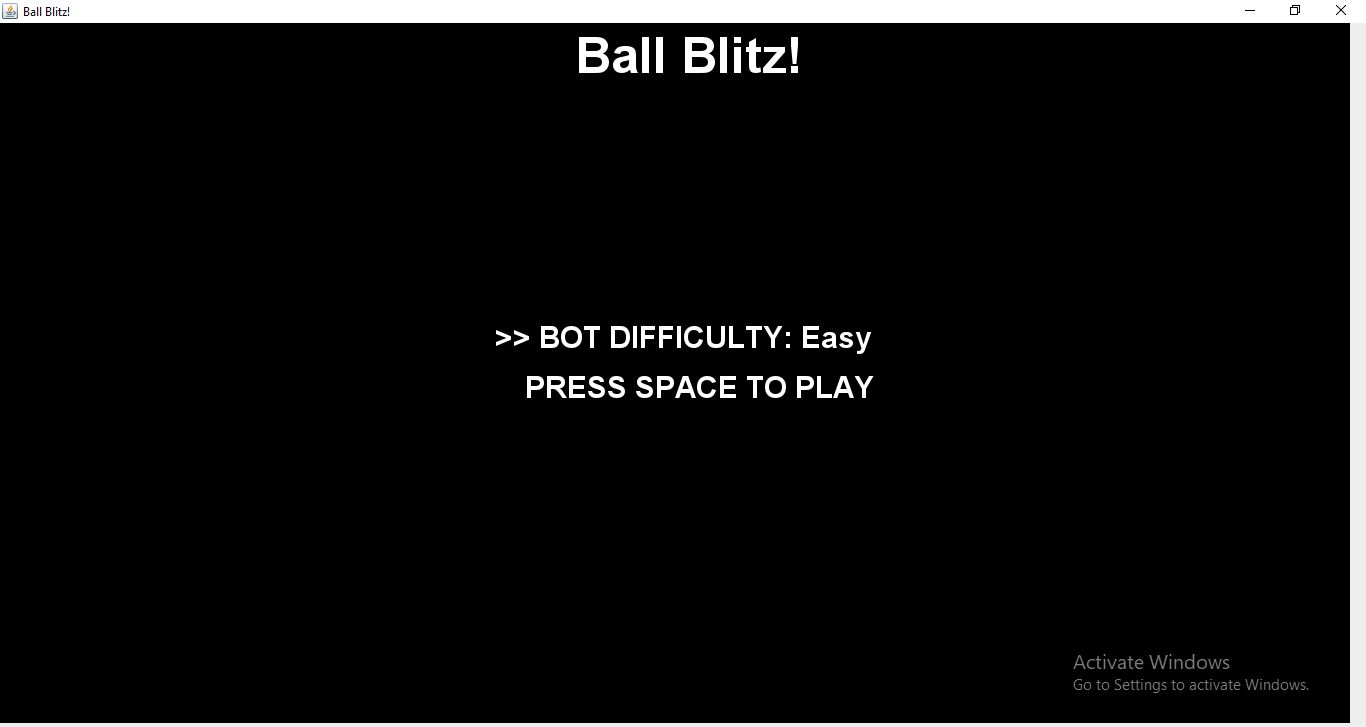 Ball Blitz!
Ball Blitz!
>> BOT DIFFICULTY: Easy
PRESS SPACE TO PLAY
Activate Windows
Go to Settings to activate Windows.